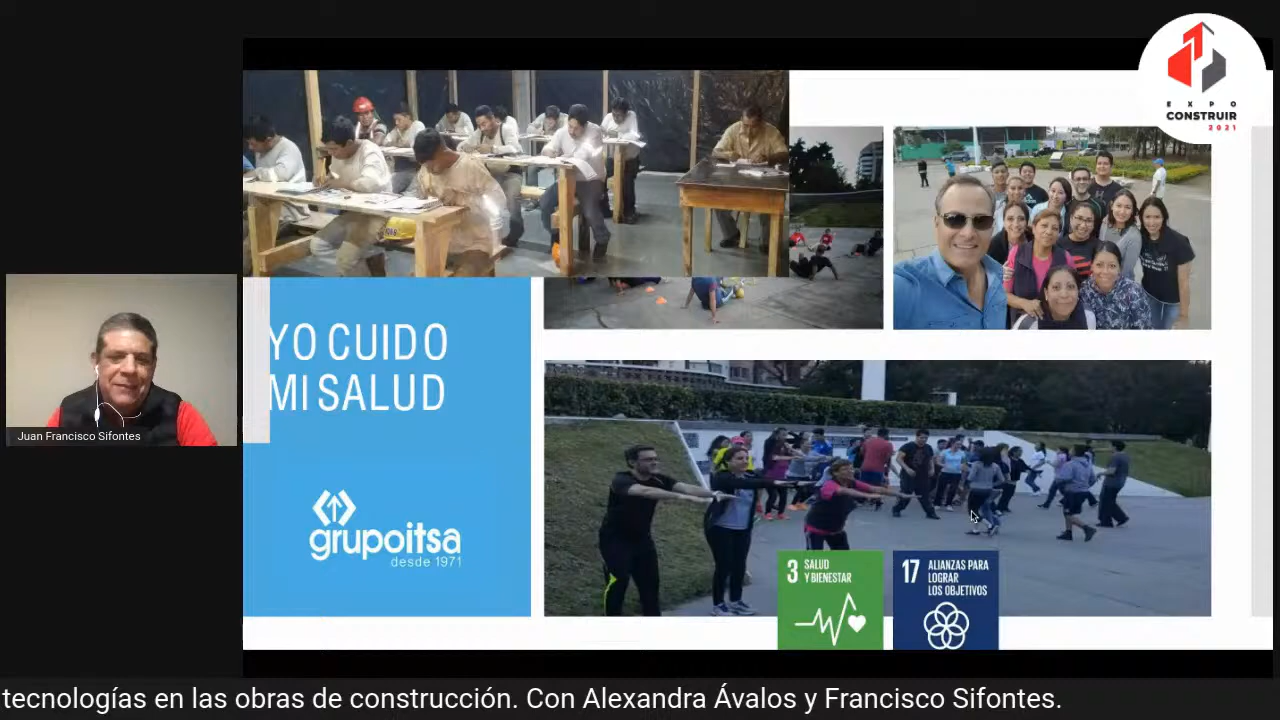 EXPO
CONSTRUIR
2021
YO CUIDO
MI SALUD
grupoitsa
desde 1971
Juan Francisco Sifontes
3 SALUD
Y BIENESTAR
17 ALIANZAS PARA
LOGRAR
LOS OBJETIVOS
tecnologías en las obras de construcción. Con Alexandra Ávalos y Francisco Sifontes.